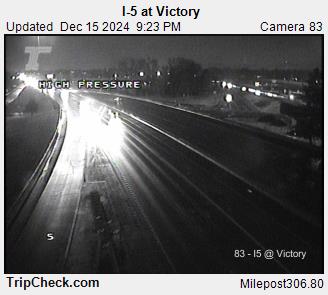 I-5 at Victory
Updated Dec 15 2024 9:23 PM Camera 83
HIGH PRESSURE
S
83 - I5 @ Victory
TripCheck.com Milepost306.80